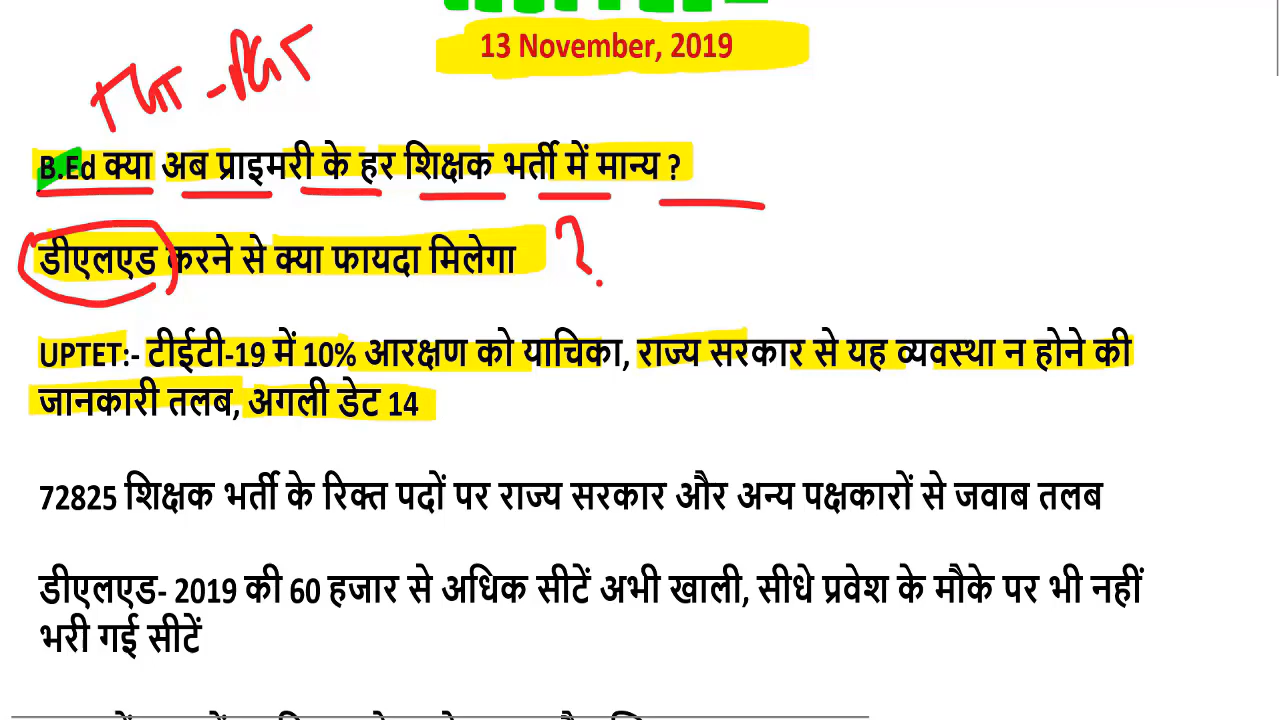 13 November, 2019
TGT - PGT
B.Ed क्या अब प्राइमरी के हर शिक्षक भर्ती में मान्य ?
डीएलएड करने से क्या फायदा मिलेगा ?
UPTET:- टीईटी-19 में 10% आरक्षण को याचिका, राज्य सरकार से यह व्यवस्था न होने की
जानकारी तलब, अगली डेट 14
72825 शिक्षक भर्ती के रिक्त पदों पर राज्य सरकार और अन्य पक्षकारों से जवाब तलब
डीएलएड- 2019 की 60 हजार से अधिक सीटें अभी खाली, सीधे प्रवेश के मौके पर भी नहीं
भरी गई सीटें